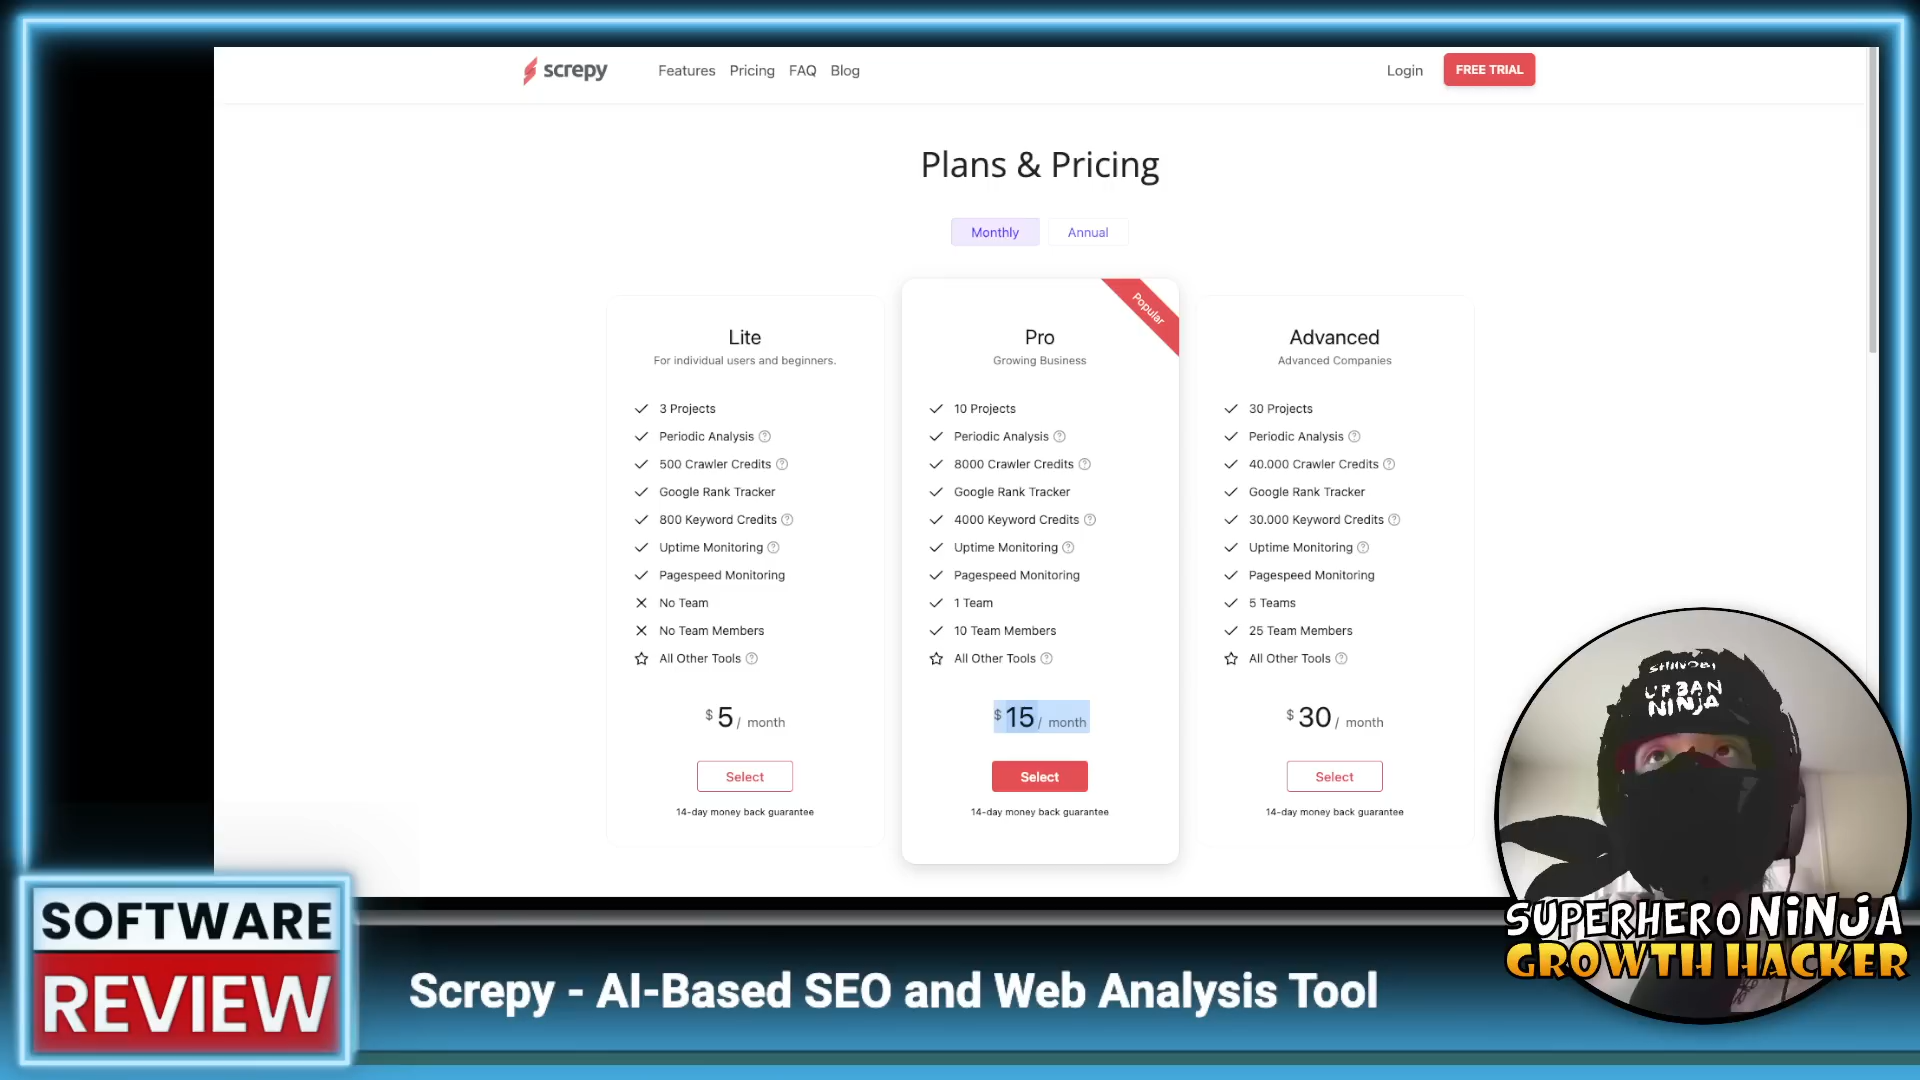 screpy
Features Pricing FAQ Blog
Login
FREE TRIAL
Plans & Pricing
Monthly
Annual
Lite
For individual users and beginners.
3 Projects
Periodic Analysis
500 Crawler Credits
Google Rank Tracker
800 Keyword Credits
Uptime Monitoring
Pagespeed Monitoring
No Team
No Team Members
All Other Tools
$ 5 / month
Select
14-day money back guarantee
Popular
Pro
Growing Business
10 Projects
Periodic Analysis
8000 Crawler Credits
Google Rank Tracker
4000 Keyword Credits
Uptime Monitoring
Pagespeed Monitoring
1 Team
10 Team Members
All Other Tools
$ 15 / month
Select
14-day money back guarantee
Advanced
Advanced Companies
30 Projects
Periodic Analysis
40.000 Crawler Credits
Google Rank Tracker
30.000 Keyword Credits
Uptime Monitoring
Pagespeed Monitoring
5 Teams
25 Team Members
All Other Tools
$ 30 / month
Select
14-day money back guarantee
URBAN
NINJA
SUPERHERO NINJA
GROWTH HACKER
SOFTWARE
REVIEW
Screpy - AI-Based SEO and Web Analysis Tool